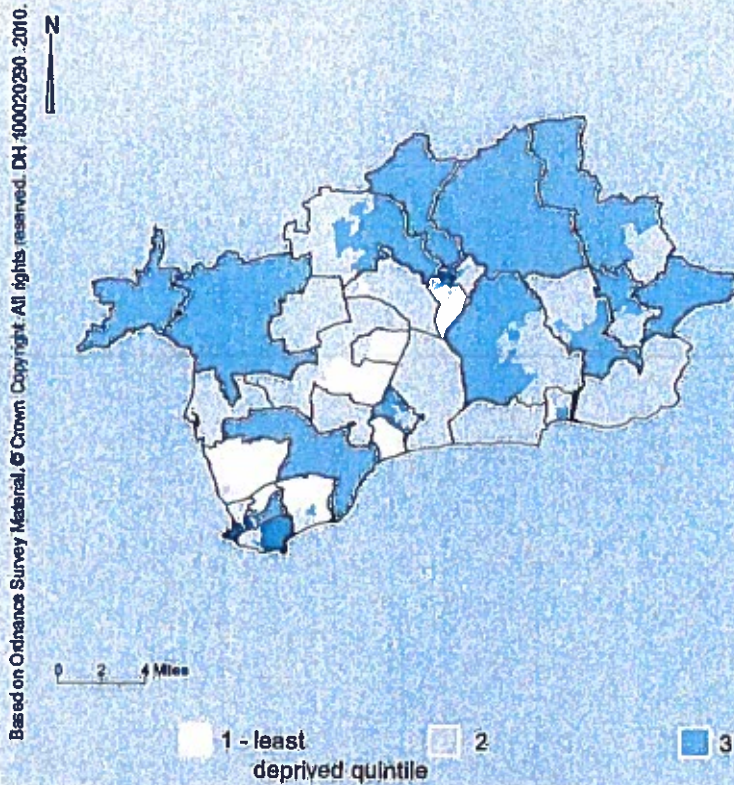 Based on Ordnance Survey Material. © Crown Copyright. All rights reserved. DH 100020290 . 2010.
N
0 2 4 Miles
1 - least
deprived quintile
2
3